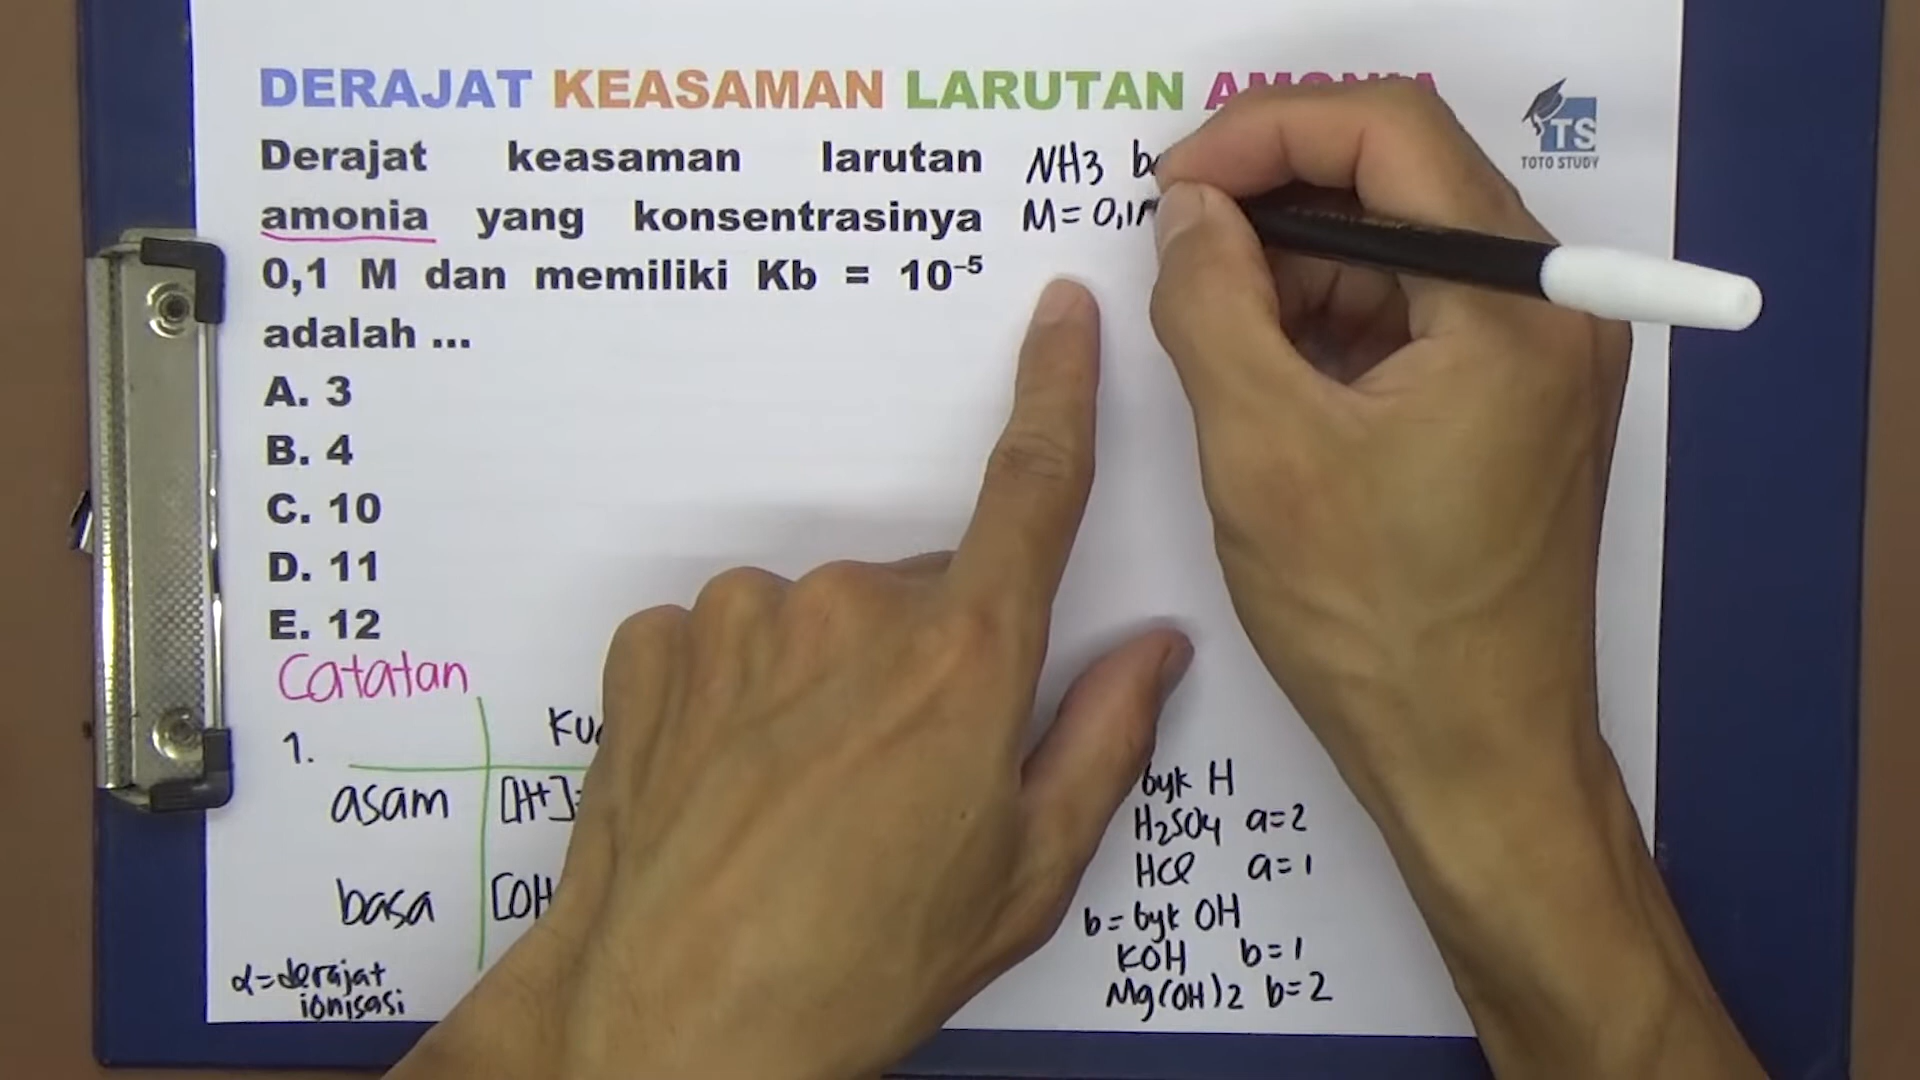 DERAJAT KEASAMAN LARUTAN AMONIA
Derajat keasaman larutan
amonia yang konsentrasinya
0,1 M dan memiliki Kb = 10⁻⁵
adalah ...
A. 3
B. 4
C. 10
D. 11
E. 12
NH3
M = 0,1
TS
TOTO STUDY
Catatan
1.
asam [H+]=
basa [OH
α = derajat
ionisasi
byk H
H2SO4 a=2
HCl a=1
b = byk OH
KOH b=1
Mg(OH)2 b=2